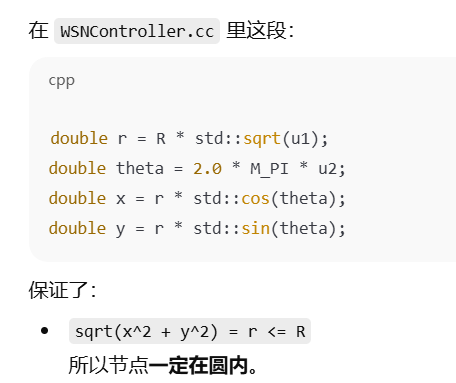 在 WSNController.cc 里这段：
cpp
double r = R * std::sqrt(u1);
double theta = 2.0 * M_PI * u2;
double x = r * std::cos(theta);
double y = r * std::sin(theta);
保证了：
• sqrt(x^2 + y^2) = r <= R
所以节点一定在圆内。